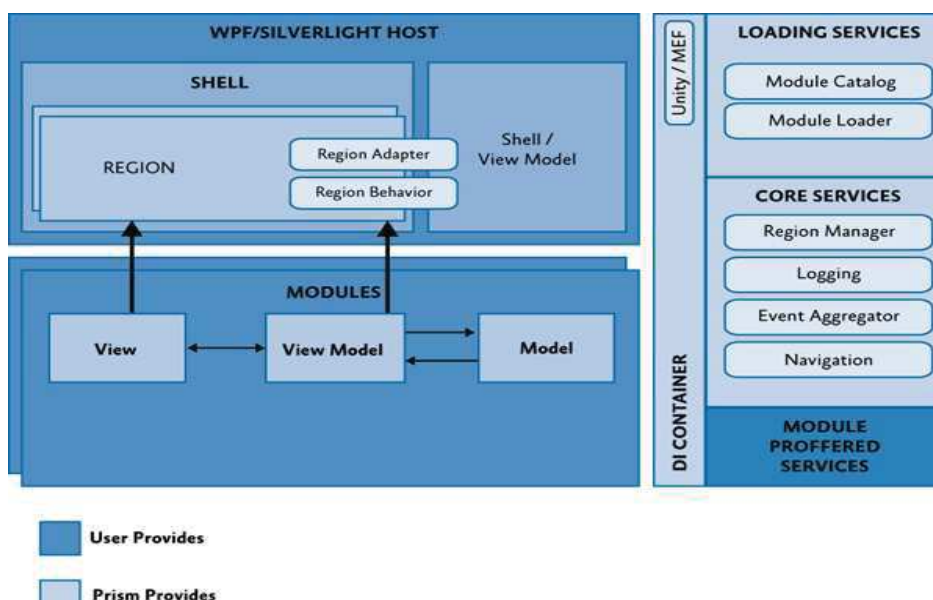 WPF/SILVERLIGHT HOST
SHELL
REGION
Region Adapter
Region Behavior
Shell /
View Model
MODULES
View
View Model
Model
Unity / MEF
DI CONTAINER
LOADING SERVICES
Module Catalog
Module Loader
CORE SERVICES
Region Manager
Logging
Event Aggregator
Navigation
MODULE
PROFFERED
SERVICES
User Provides
Prism Provides